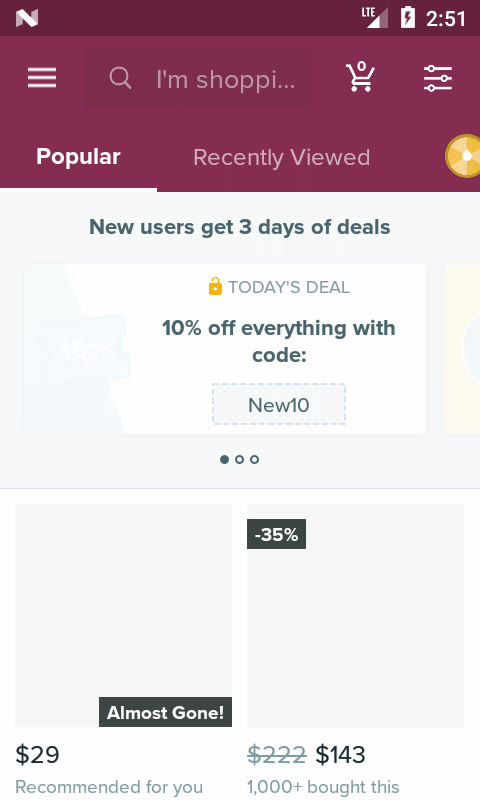 LTE 2:51
I'm shoppi... 0
Popular Recently Viewed
New users get 3 days of deals
TODAY'S DEAL
10% off everything with
code:
New10
-35%
Almost Gone!
$29 $222 $143
Recommended for you 1,000+ bought this